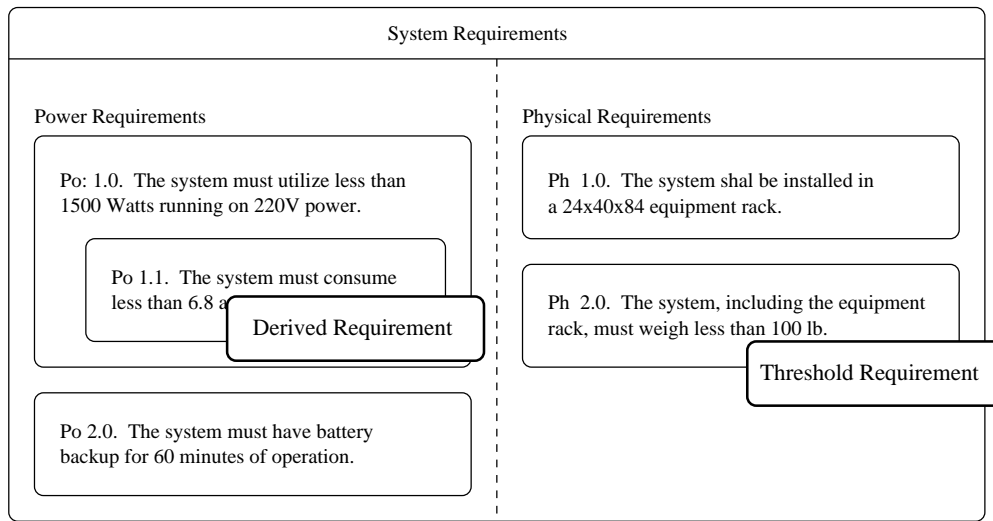 System Requirements
Power Requirements
Po: 1.0.  The system must utilize less than
1500 Watts running on 220V power.
Po 1.1.  The system must consume
less than 6.8 a
Derived Requirement
Po 2.0.  The system must have battery
backup for 60 minutes of operation.
Physical Requirements
Ph  1.0.  The system shal be installed in
a 24x40x84 equipment rack.
Ph  2.0.  The system, including the equipment
rack, must weigh less than 100 lb.
Threshold Requirement